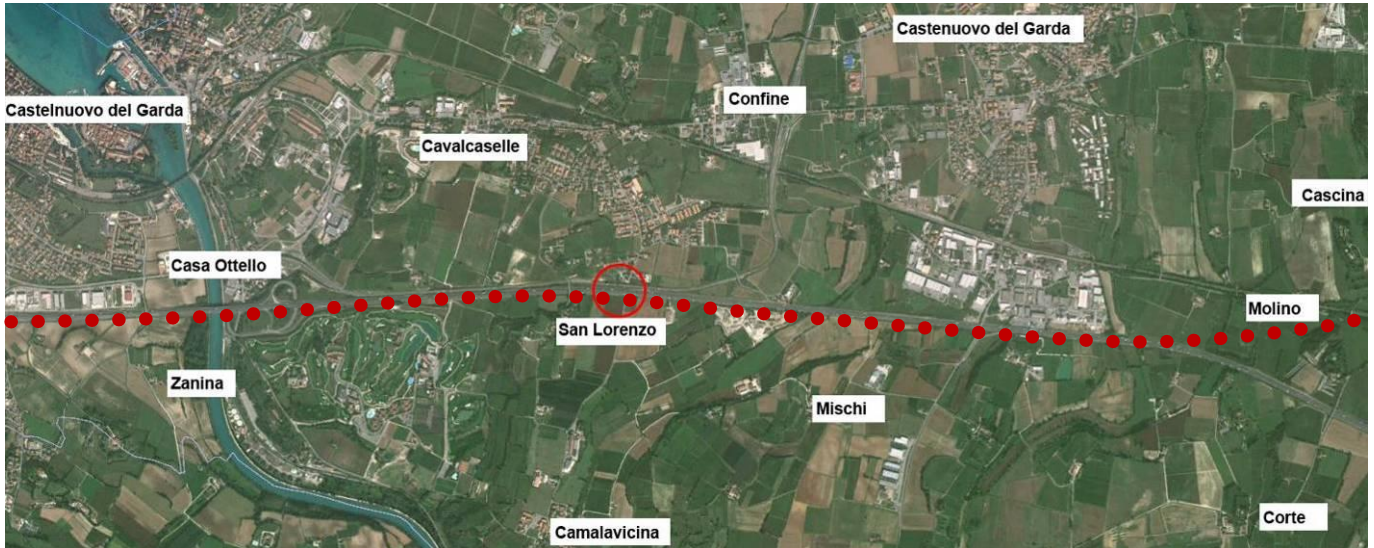 Castenuovo del Garda
Confine
Castelnuovo del Garda
Cavalcaselle
Cascina
Casa Ottello
Molino
San Lorenzo
Zanina
Mischi
Corte
Camalavicina